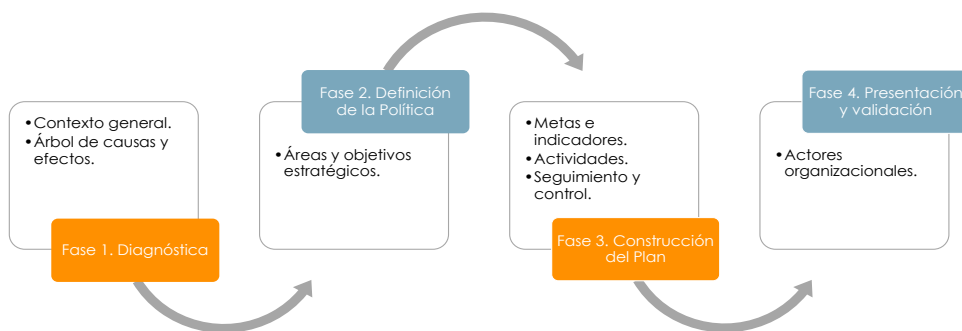 •Contexto general.
•Árbol de causas y
efectos.
Fase 1. Diagnóstica
Fase 2. Definición
de la Política
•Áreas y objetivos
estratégicos.
•Metas e
indicadores.
•Actividades.
•Seguimiento y
control.
Fase 3. Construcción
del Plan
Fase 4. Presentación
y validación
•Actores
organizacionales.